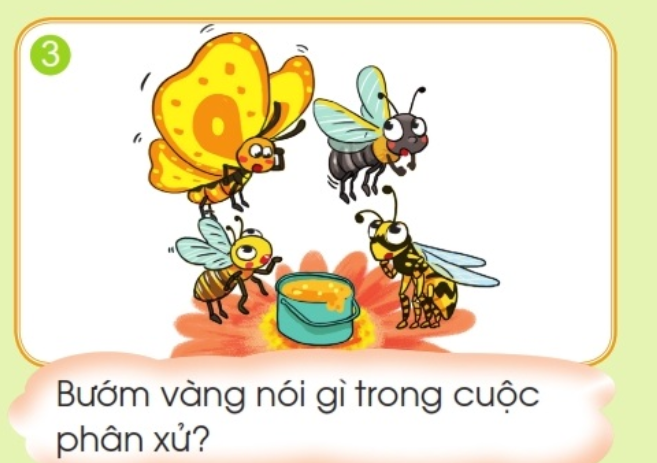 3
Bướm vàng nói gì trong cuộc
phân xử?